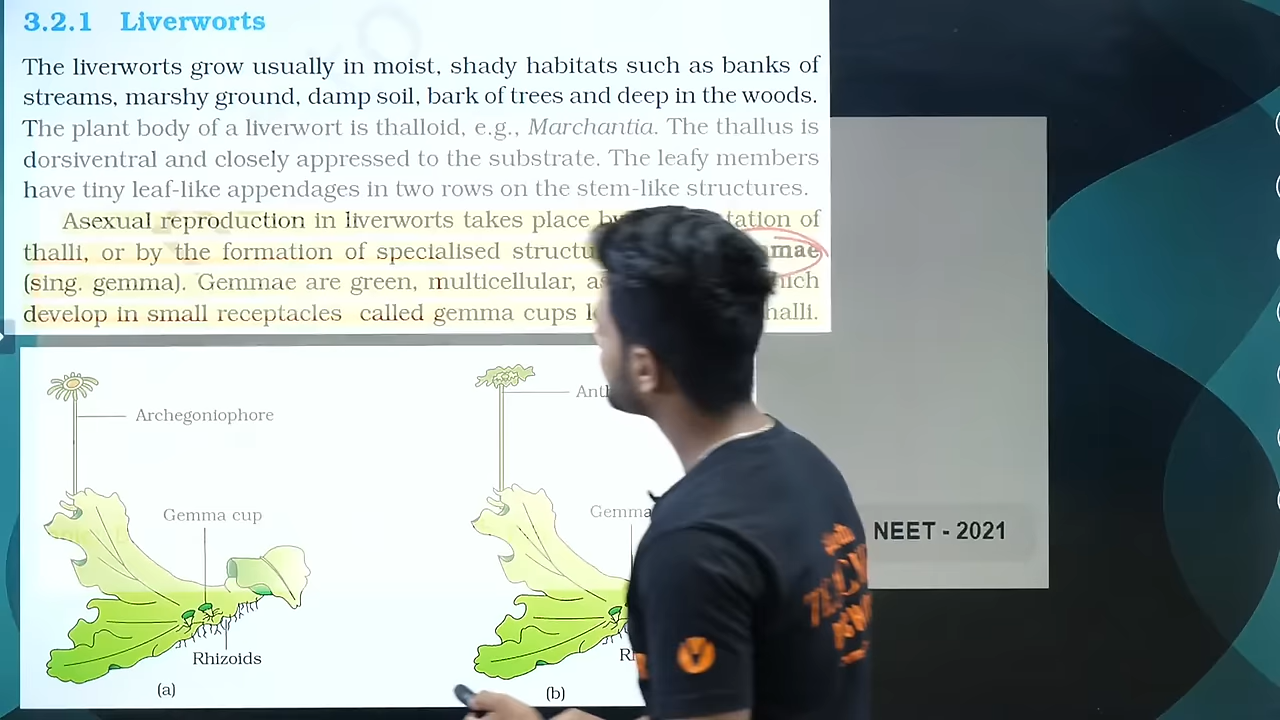 3.2.1 Liverworts
The liverworts grow usually in moist, shady habitats such as banks of
streams, marshy ground, damp soil, bark of trees and deep in the woods.
The plant body of a liverwort is thalloid, e.g., Marchantia. The thallus is
dorsiventral and closely appressed to the substrate. The leafy members
have tiny leaf-like appendages in two rows on the stem-like structures.
Asexual reproduction in liverworts takes place of
thalli, or by the formation of specialised
(sing. gemma). Gemmae are green, multicellular,
develop in small receptacles called gemma cups
Archegoniophore
Gemma cup
Gemma
Rhizoids
(a)
(b)
NEET - 2021